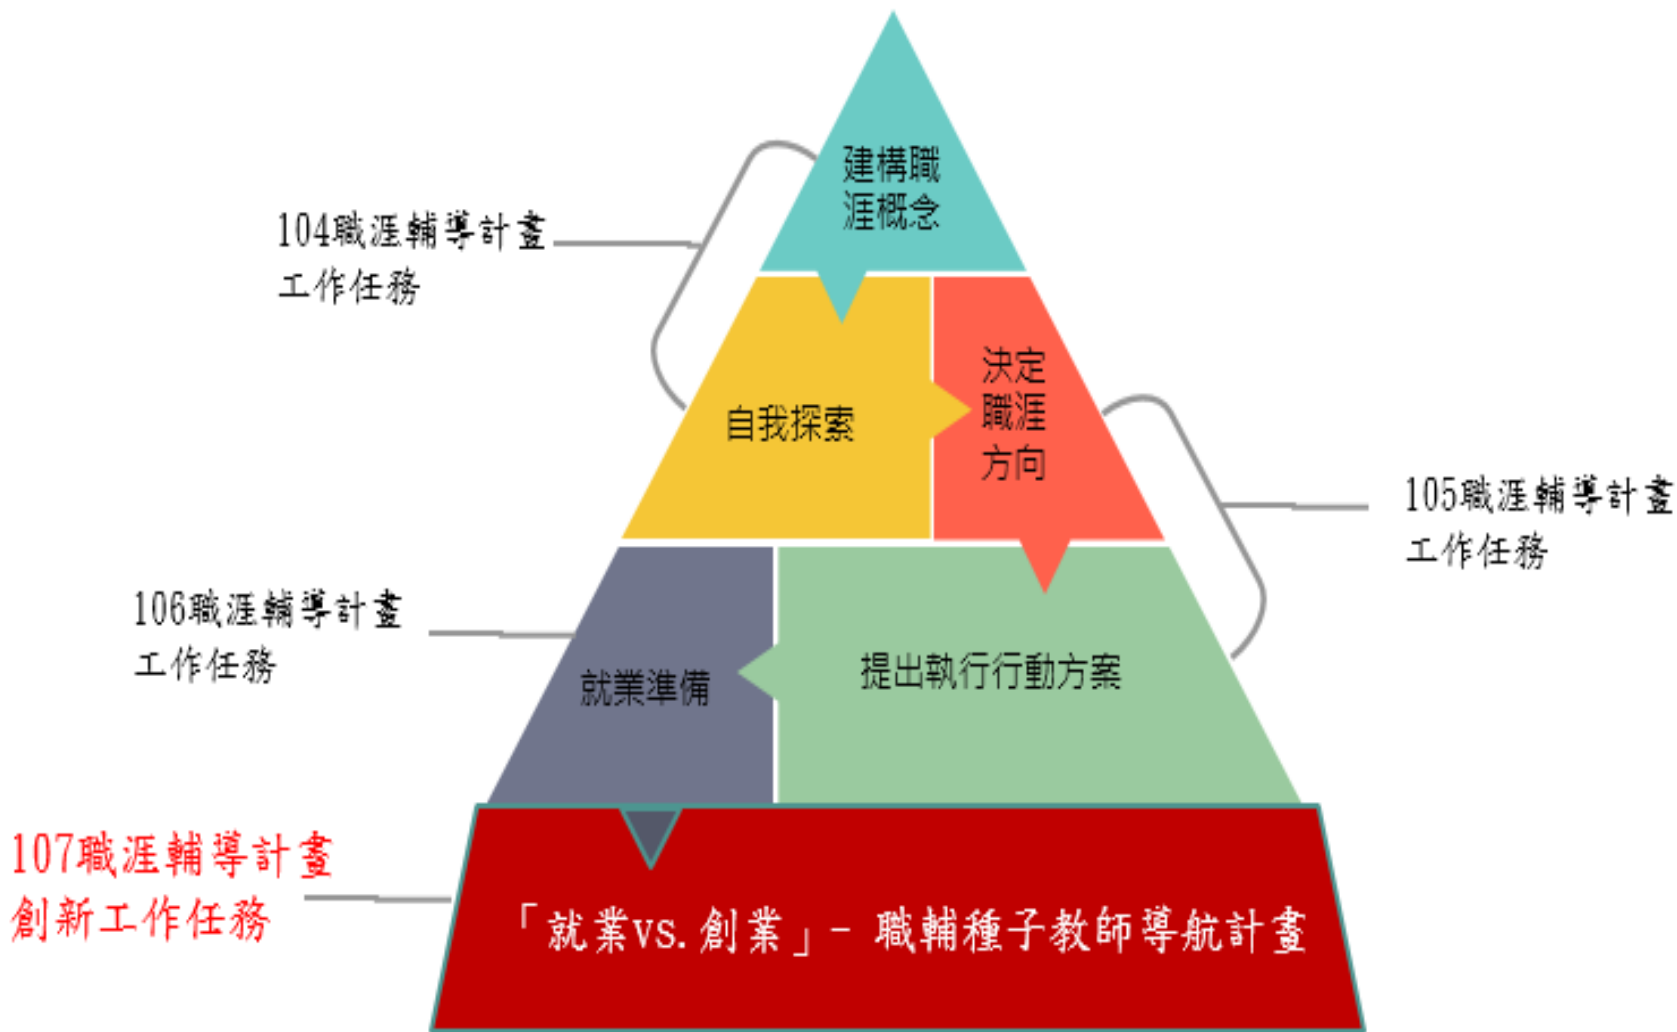 建構職
涯概念
104職涯輔導計畫
工作任務
自我探索
決定
職涯
方向
105職涯輔導計畫
工作任務
106職涯輔導計畫
工作任務
就業準備
提出執行行動方案
107職涯輔導計畫
創新工作任務
「就業vs.創業」- 職輔種子教師導航計畫